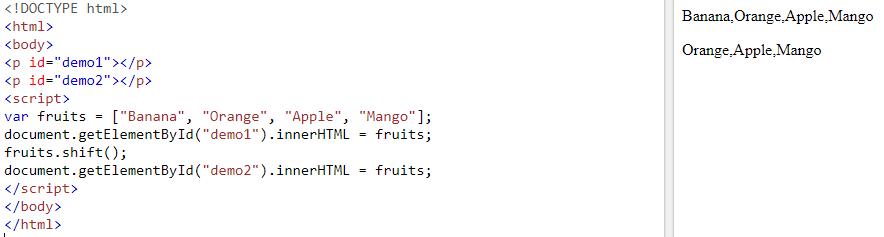 <!DOCTYPE html>
<html>
<body>
<p id="demo1"></p>
<p id="demo2"></p>
<script>
var fruits = ["Banana", "Orange", "Apple", "Mango"];
document.getElementById("demo1").innerHTML = fruits;
fruits.shift();
document.getElementById("demo2").innerHTML = fruits;
</script>
</body>
</html>
Banana,Orange,Apple,Mango
Orange,Apple,Mango